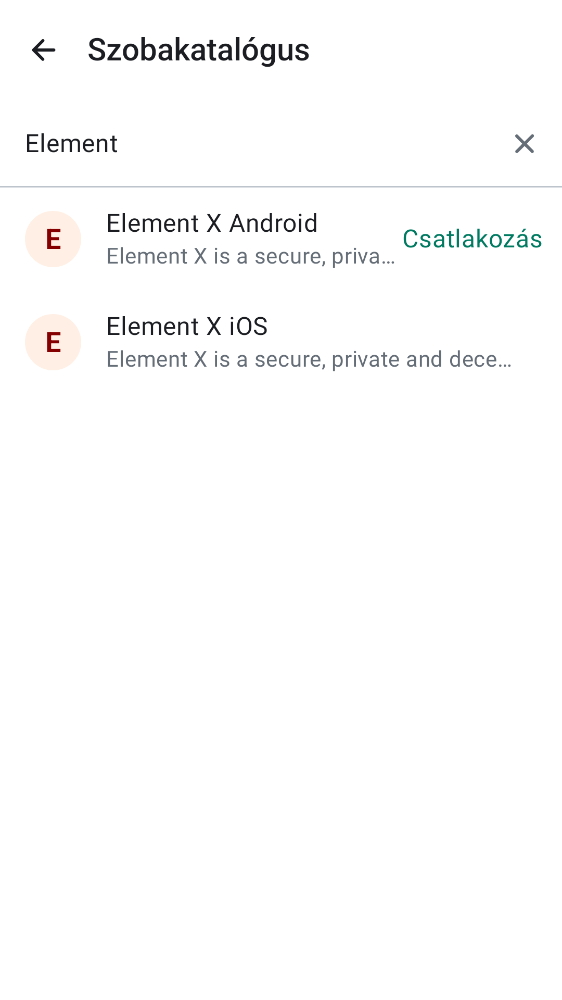 Szobakatalógus
Element
E
Element X Android
Element X is a secure, priva...
Csatlakozás
E
Element X iOS
Element X is a secure, private and dece...